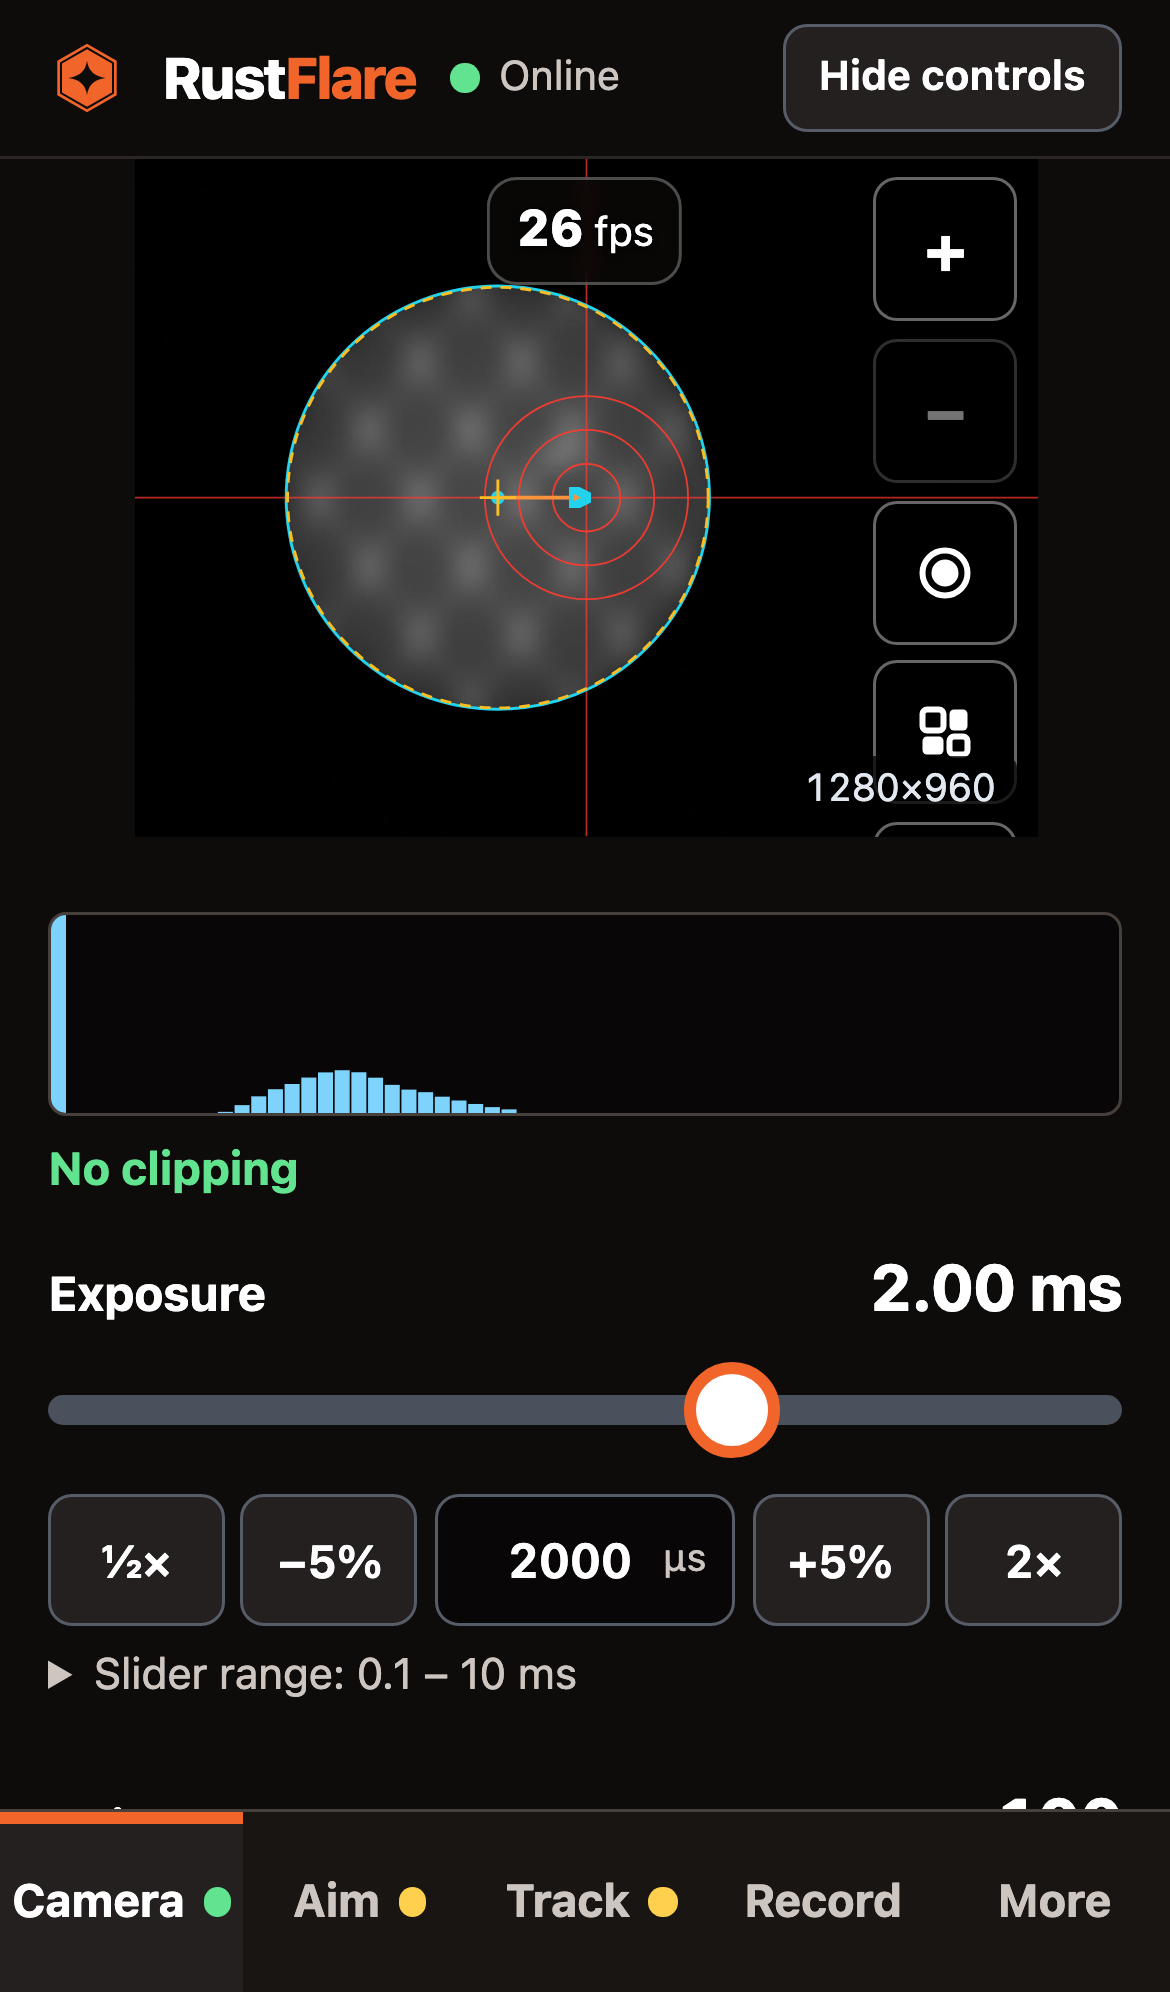 RustFlare
Online
Hide controls
26 fps
+
−
1280×960
No clipping
Exposure
2.00 ms
½×
−5%
2000 µs
+5%
2×
Slider range: 0.1 – 10 ms
Camera
Aim
Track
Record
More